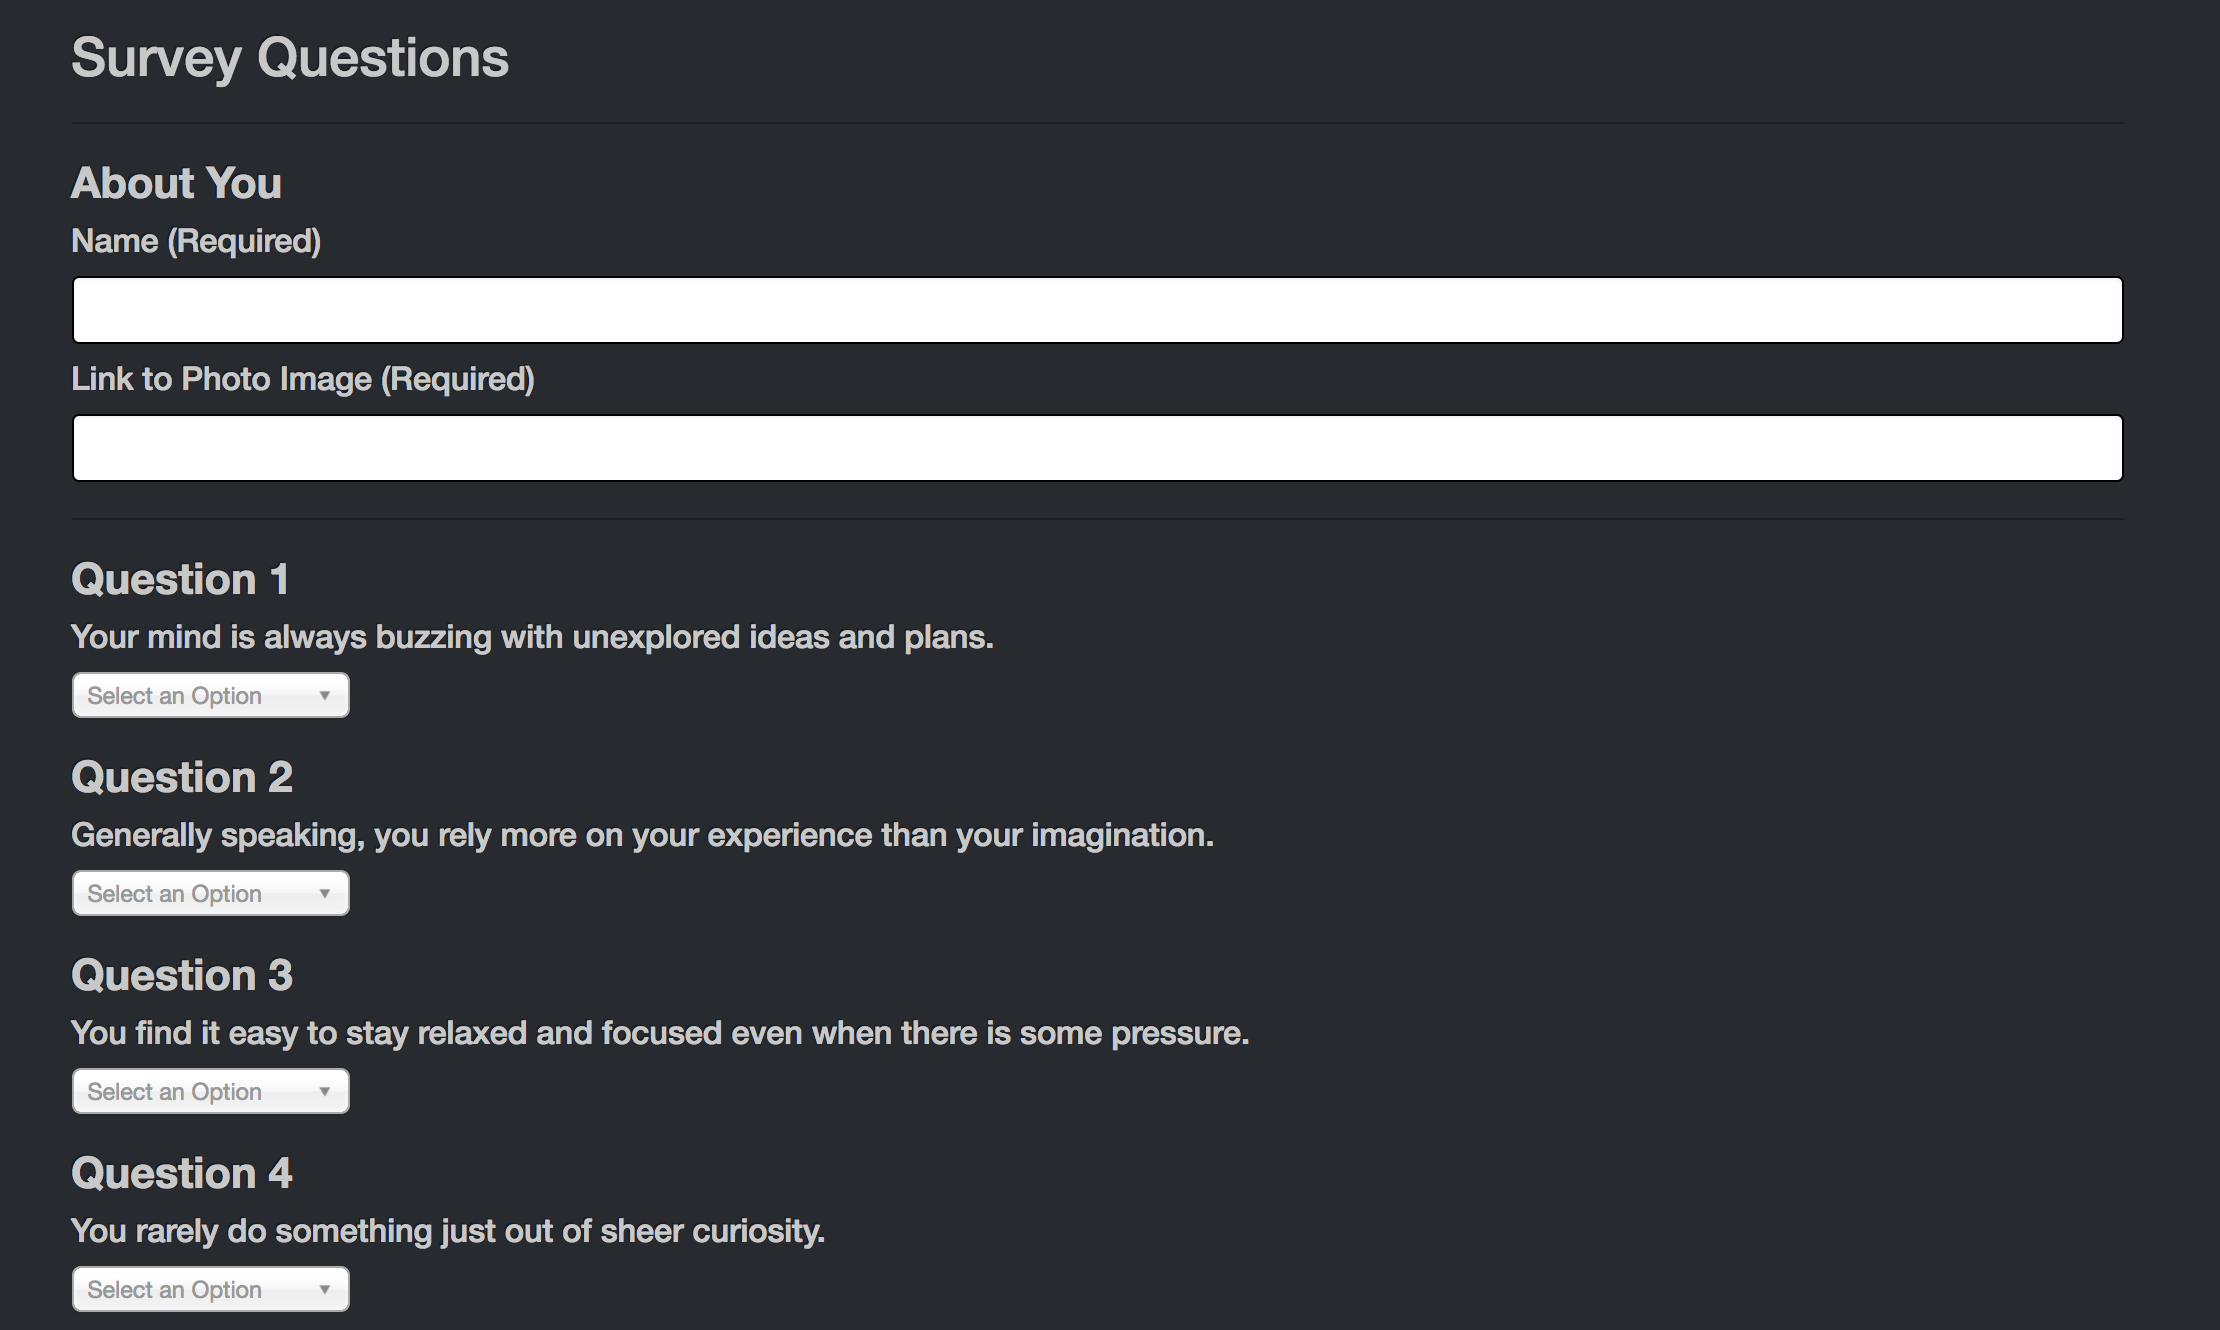 Survey Questions
About You
Name (Required)
Link to Photo Image (Required)
Question 1
Your mind is always buzzing with unexplored ideas and plans.
Select an Option
Question 2
Generally speaking, you rely more on your experience than your imagination.
Select an Option
Question 3
You find it easy to stay relaxed and focused even when there is some pressure.
Select an Option
Question 4
You rarely do something just out of sheer curiosity.
Select an Option